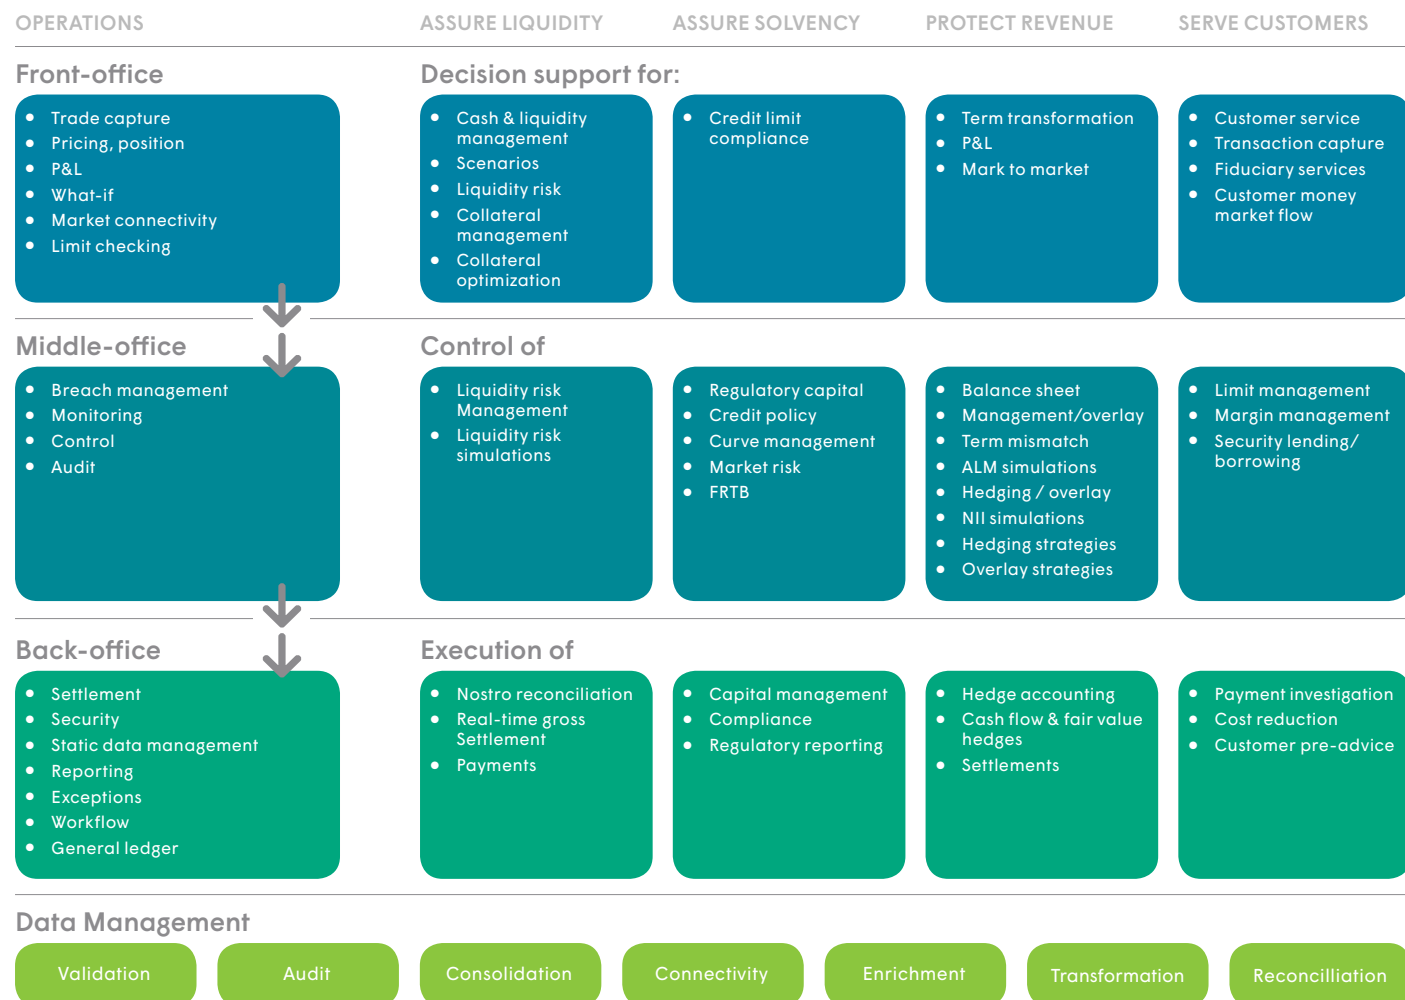 OPERATIONS
ASSURE LIQUIDITY
ASSURE SOLVENCY
PROTECT REVENUE
SERVE CUSTOMERS
Front-office
Decision support for:
• Trade capture
• Pricing, position
• P&L
• What-if
• Market connectivity
• Limit checking
• Cash & liquidity
management
• Scenarios
• Liquidity risk
• Collateral
management
• Collateral
optimization
• Credit limit
compliance
• Term transformation
• P&L
• Mark to market
• Customer service
• Transaction capture
• Fiduciary services
• Customer money
market flow
Middle-office
Control of
• Breach management
• Monitoring
• Control
• Audit
• Liquidity risk
Management
• Liquidity risk
simulations
• Regulatory capital
• Credit policy
• Curve management
• Market risk
• FRTB
• Balance sheet
• Management/overlay
• Term mismatch
• ALM simulations
• Hedging / overlay
• NII simulations
• Hedging strategies
• Overlay strategies
• Limit management
• Margin management
• Security lending/
borrowing
Back-office
Execution of
• Settlement
• Security
• Static data management
• Reporting
• Exceptions
• Workflow
• General ledger
• Nostro reconciliation
• Real-time gross
Settlement
• Payments
• Capital management
• Compliance
• Regulatory reporting
• Hedge accounting
• Cash flow & fair value
hedges
• Settlements
• Payment investigation
• Cost reduction
• Customer pre-advice
Data Management
Validation
Audit
Consolidation
Connectivity
Enrichment
Transformation
Reconcilliation